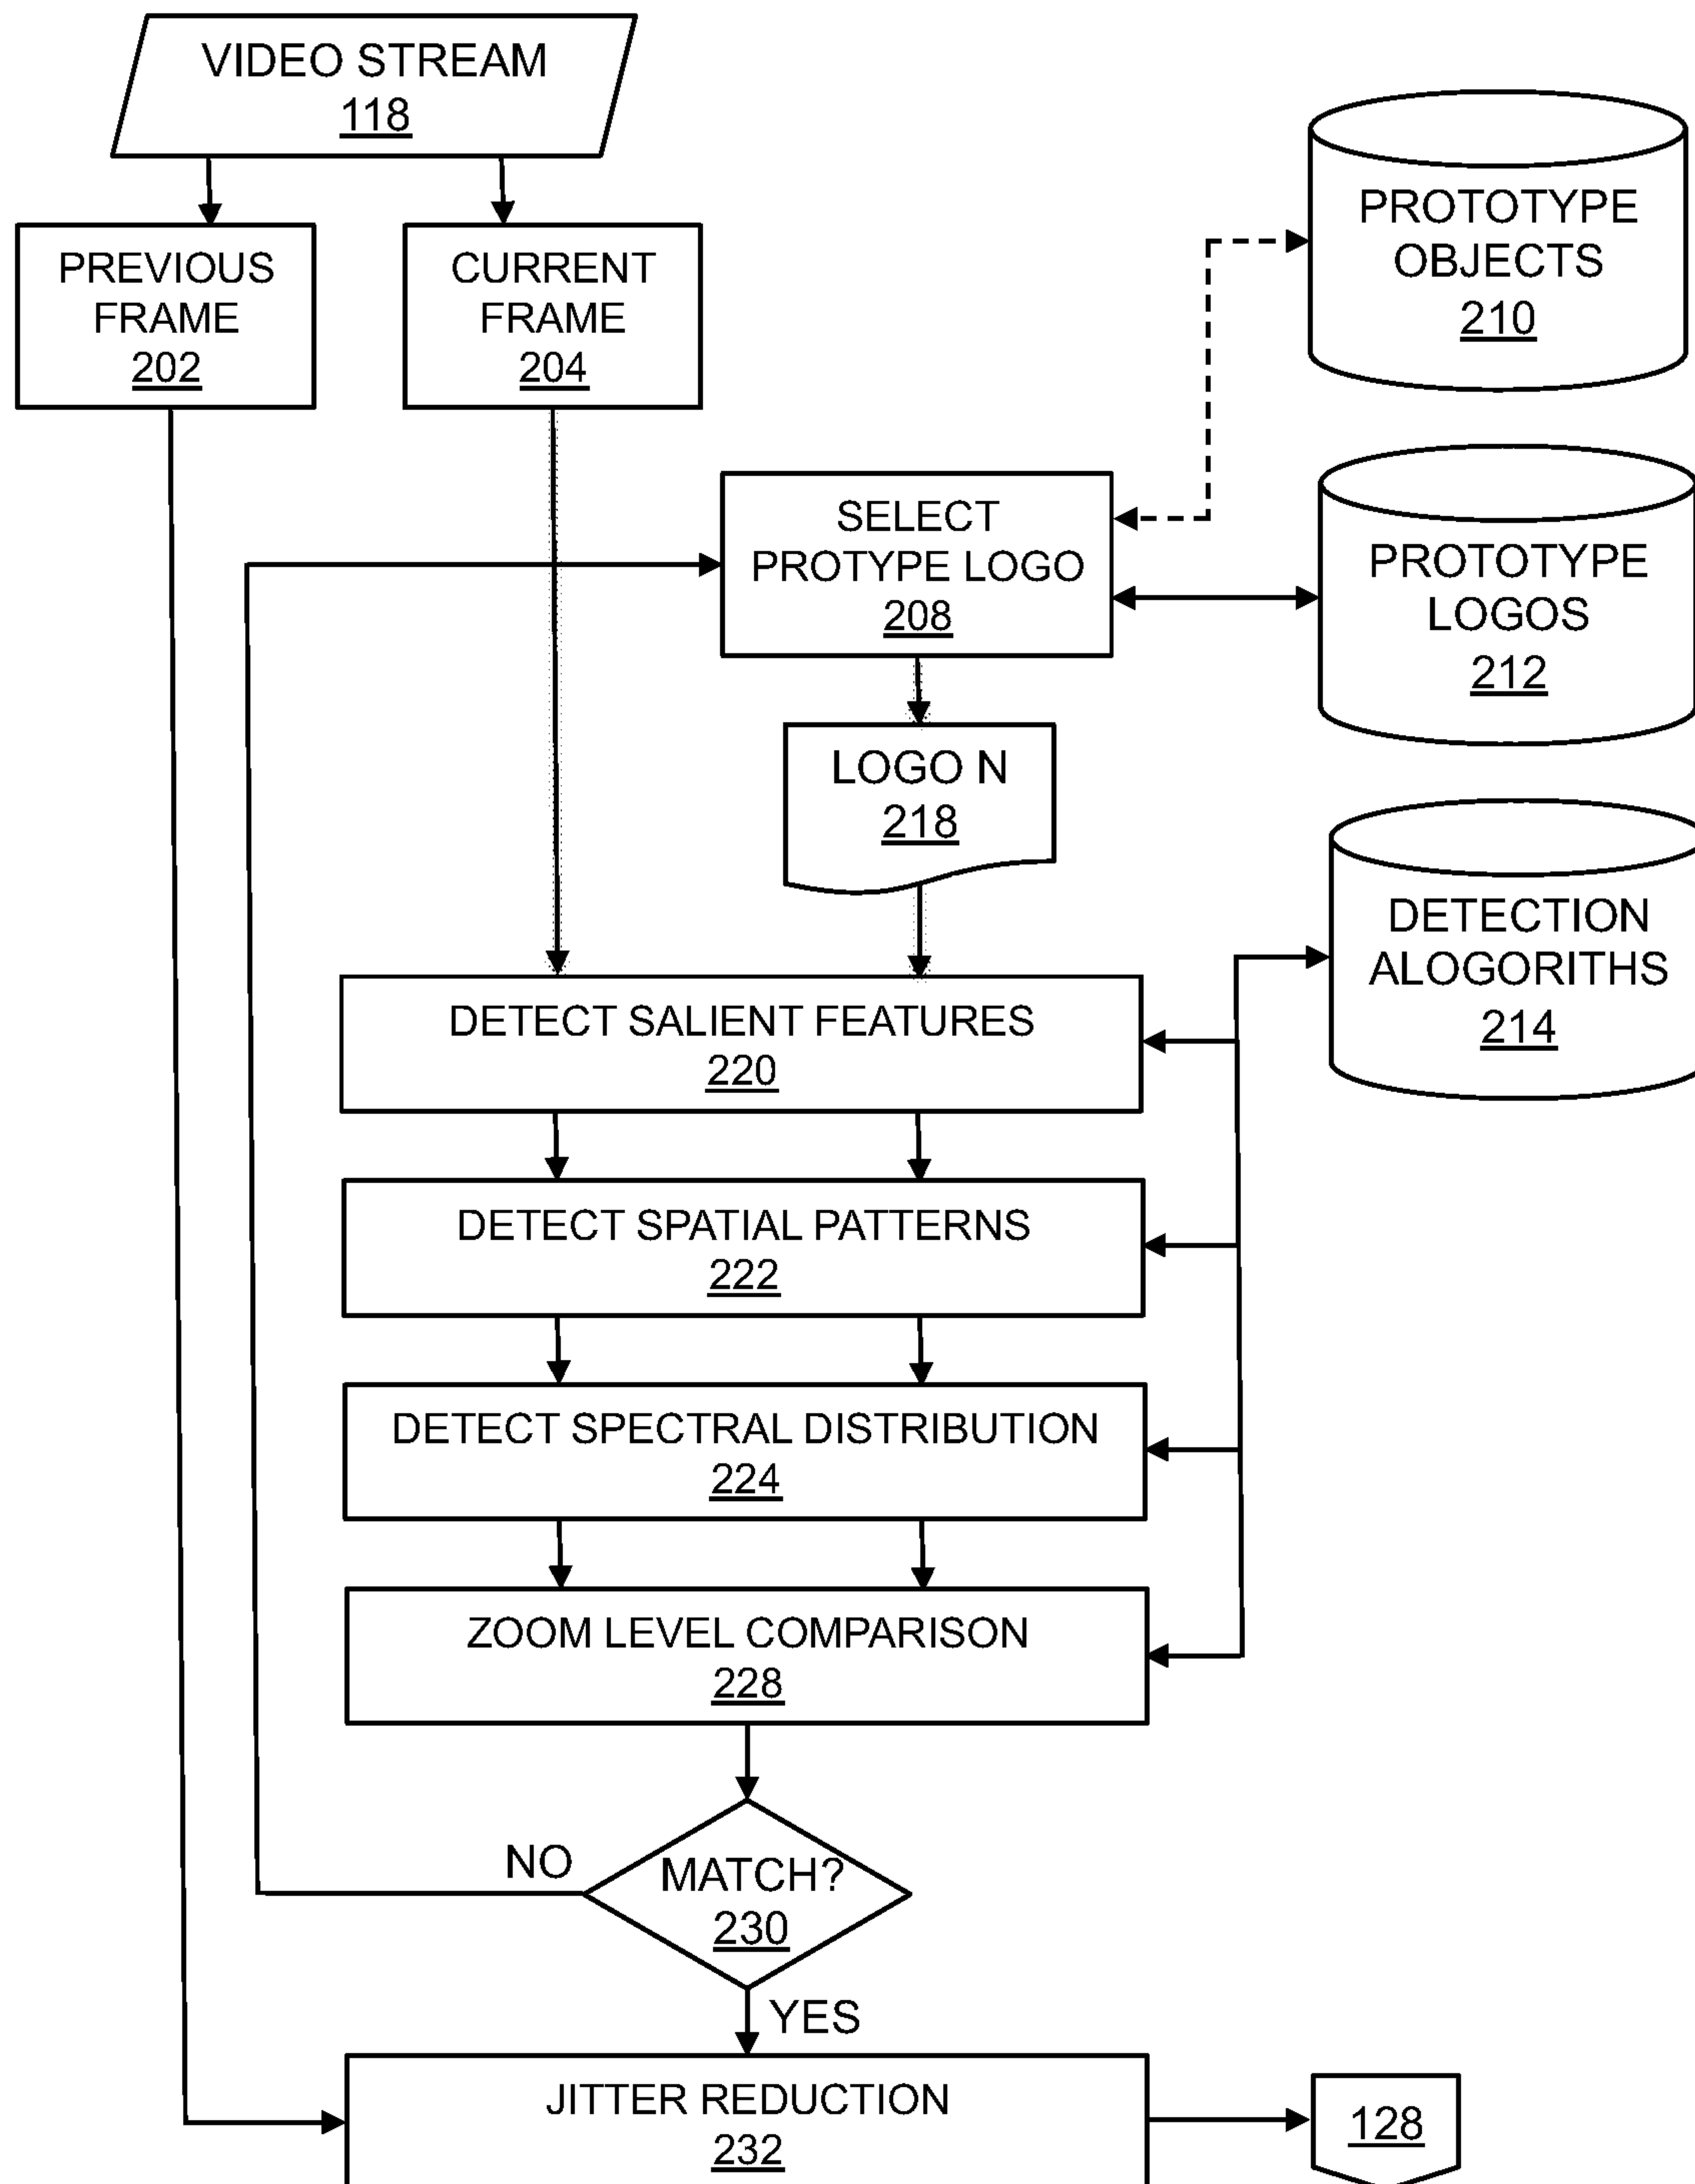 VIDEO STREAM
118
PREVIOUS
FRAME
202
CURRENT
FRAME
204
PROTOTYPE
OBJECTS
210
SELECT
PROTYPE LOGO
208
PROTOTYPE
LOGOS
212
LOGO N
218
DETECTION
ALOGORITHS
214
DETECT SALIENT FEATURES
220
DETECT SPATIAL PATTERNS
222
DETECT SPECTRAL DISTRIBUTION
224
ZOOM LEVEL COMPARISON
228
NO
MATCH?
230
YES
JITTER REDUCTION
232
128